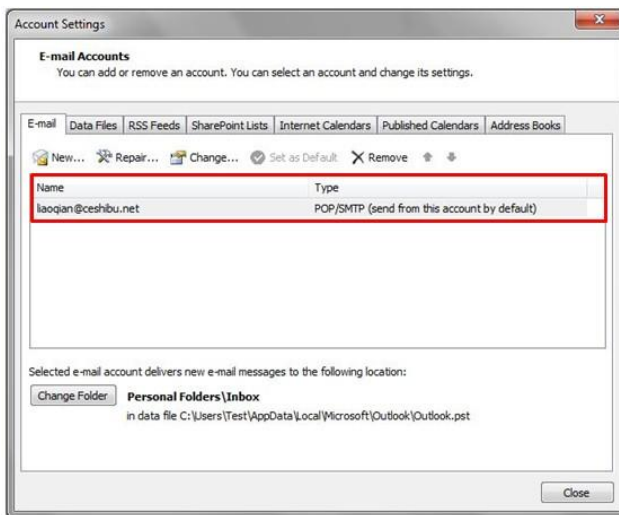 Account Settings
E-mail Accounts
You can add or remove an account. You can select an account and change its settings.
E-mail Data Files RSS Feeds SharePoint Lists Internet Calendars Published Calendars Address Books
New... Repair... Change... Set as Default Remove
Name Type
liaoqian@ceshibu.net POP/SMTP (send from this account by default)
Selected e-mail account delivers new e-mail messages to the following location:
Change Folder Personal Folders\Inbox
in data file C:\Users\Test\AppData\Local\Microsoft\Outlook\Outlook.pst
Close